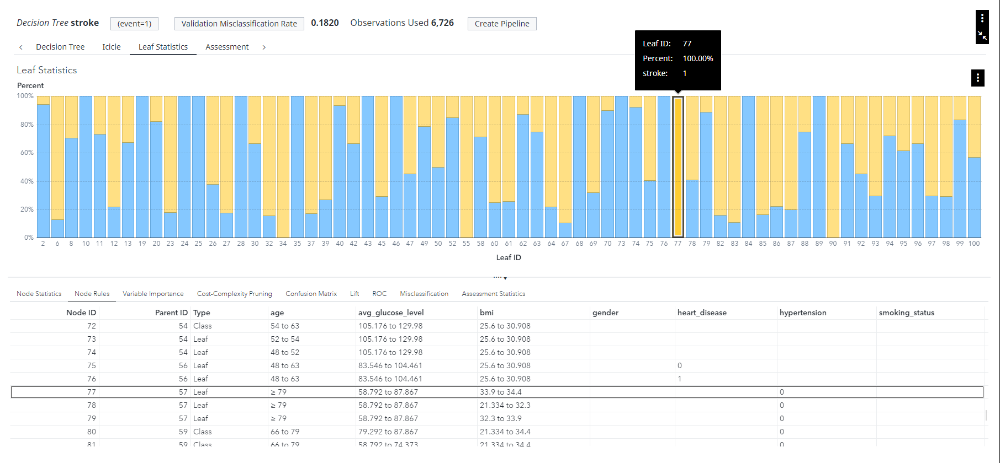 Decision Tree stroke (event=1) Validation Misclassification Rate 0.1820 Observations Used 6,726 Create Pipeline
Decision Tree Icicle Leaf Statistics Assessment
Leaf ID: 77
Percent: 100.00%
stroke: 1
Leaf Statistics
Percent
100%
80%
60%
40%
20%
0%
2 6 8 10 11 12 13 19 20 23 24 25 26 27 28 30 32 34 35 37 39 40 42 43 45 46 47 49 50 52 55 58 60 61 62 63 64 67 68 69 70 73 74 75 76 77 78 79 82 83 84 85 86 87 88 89 90 91 92 93 94 95 96 97 98 99 100
Leaf ID
Node Statistics Node Rules Variable Importance Cost-Complexity Pruning Confusion Matrix Lift ROC Misclassification Assessment Statistics
Node ID Parent ID Type age avg_glucose_level bmi gender heart_disease hypertension smoking_status
72 54 Class 54 to 63 105.176 to 129.98 25.6 to 30.908
73 54 Leaf 52 to 54 105.176 to 129.98 25.6 to 30.908
74 54 Leaf 48 to 52 105.176 to 129.98 25.6 to 30.908
75 56 Leaf 48 to 63 83.546 to 104.461 25.6 to 30.908 0
76 56 Leaf 48 to 63 83.546 to 104.461 25.6 to 30.908 1
77 57 Leaf ≥ 79 58.792 to 87.867 33.9 to 34.4 0
78 57 Leaf ≥ 79 58.792 to 87.867 21.334 to 32.3 0
79 57 Leaf ≥ 79 58.792 to 87.867 32.3 to 33.9 0
80 59 Class 66 to 79 79.292 to 87.867 21.334 to 34.4 0
81 59 Class 66 to 79 58.792 to 74.373 21.334 to 34.4 0